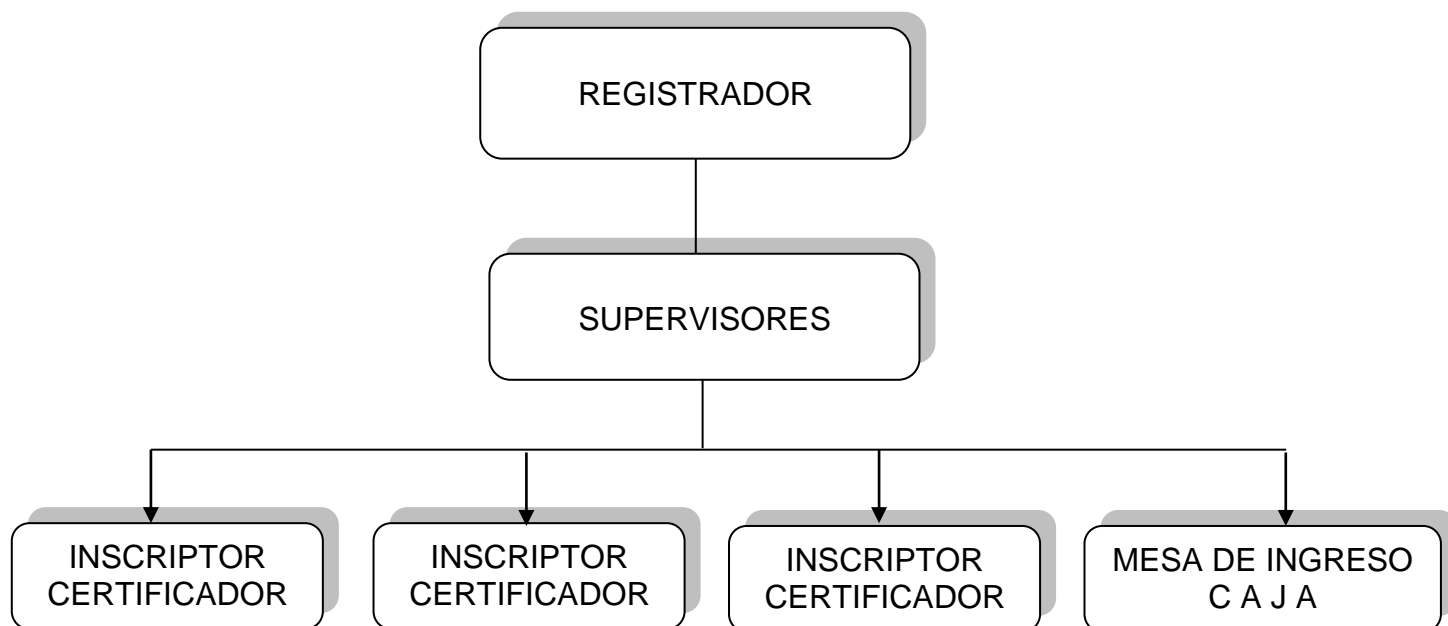 REGISTRADOR
SUPERVISORES
INSCRIPTOR
CERTIFICADOR
INSCRIPTOR
CERTIFICADOR
INSCRIPTOR
CERTIFICADOR
MESA DE INGRESO
C A J A